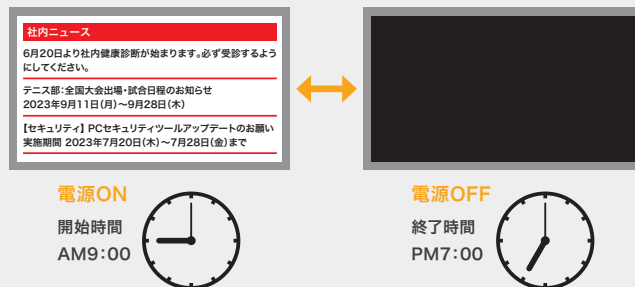 社内ニュース
6月20日より社内健康診断が始まります。必ず受診するよう
にしてください。
テニス部:全国大会出場・試合日程のお知らせ
2023年9月11日(月)〜9月28日(木)
【セキュリティ】PCセキュリティツールアップデートのお願い
実施期間 2023年7月20日(木)〜7月28日(金)まで
電源ON
開始時間
AM9:00
電源OFF
終了時間
PM7:00